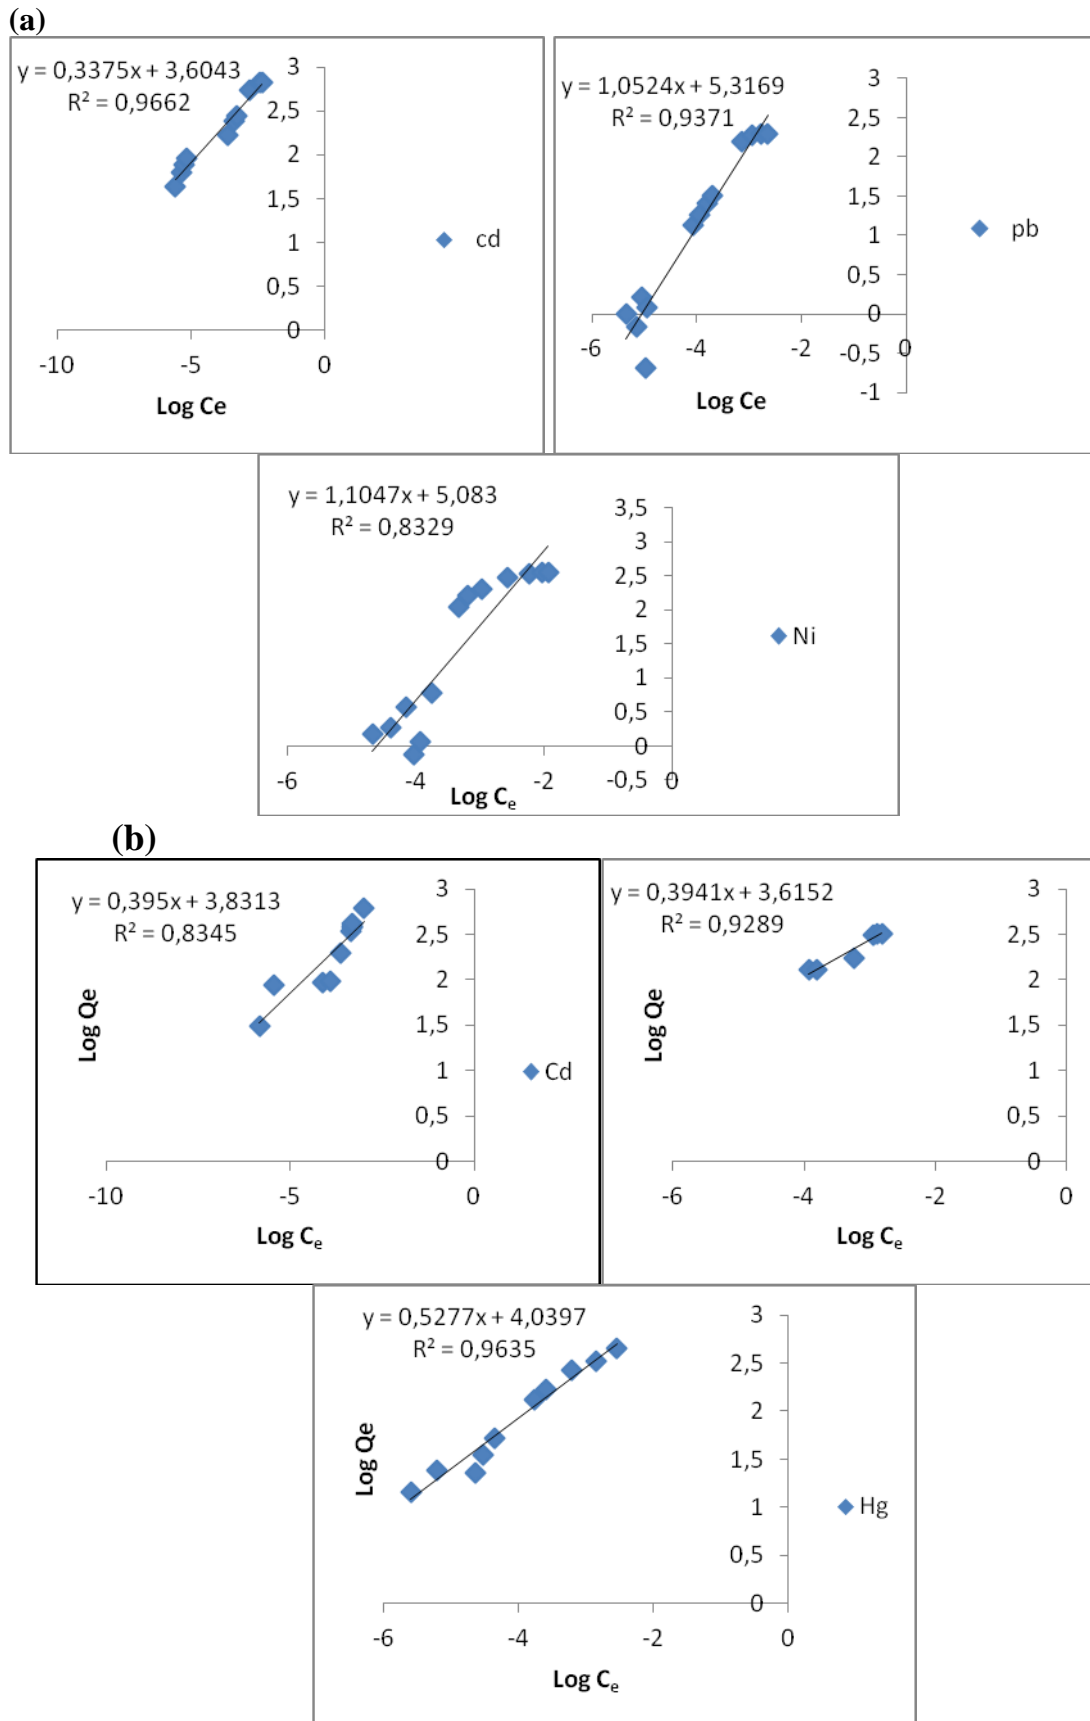 (a)
y = 0,3375x + 3,6043
R² = 0,9662
3
2,5
2
1,5
1
0,5
0
-10
-5
0
Log Ce
cd
y = 1,0524x + 5,3169
R² = 0,9371
3
2,5
2
1,5
1
0,5
0
-0,5
-1
-6
-4
-2
0
Log Ce
pb
y = 1,1047x + 5,083
R² = 0,8329
3,5
3
2,5
2
1,5
1
0,5
0
-0,5
-6
-4
-2
0
Log Cₑ
Ni
(b)
y = 0,395x + 3,8313
R² = 0,8345
3
2,5
2
1,5
1
0,5
0
-10
-5
0
Log Qe
Log Cₑ
Cd
y = 0,3941x + 3,6152
R² = 0,9289
3
2,5
2
1,5
1
0,5
0
-6
-4
-2
0
Log Qe
Log Cₑ
y = 0,5277x + 4,0397
R² = 0,9635
3
2,5
2
1,5
1
0,5
0
-6
-4
-2
0
Log Qe
Log Cₑ
Hg